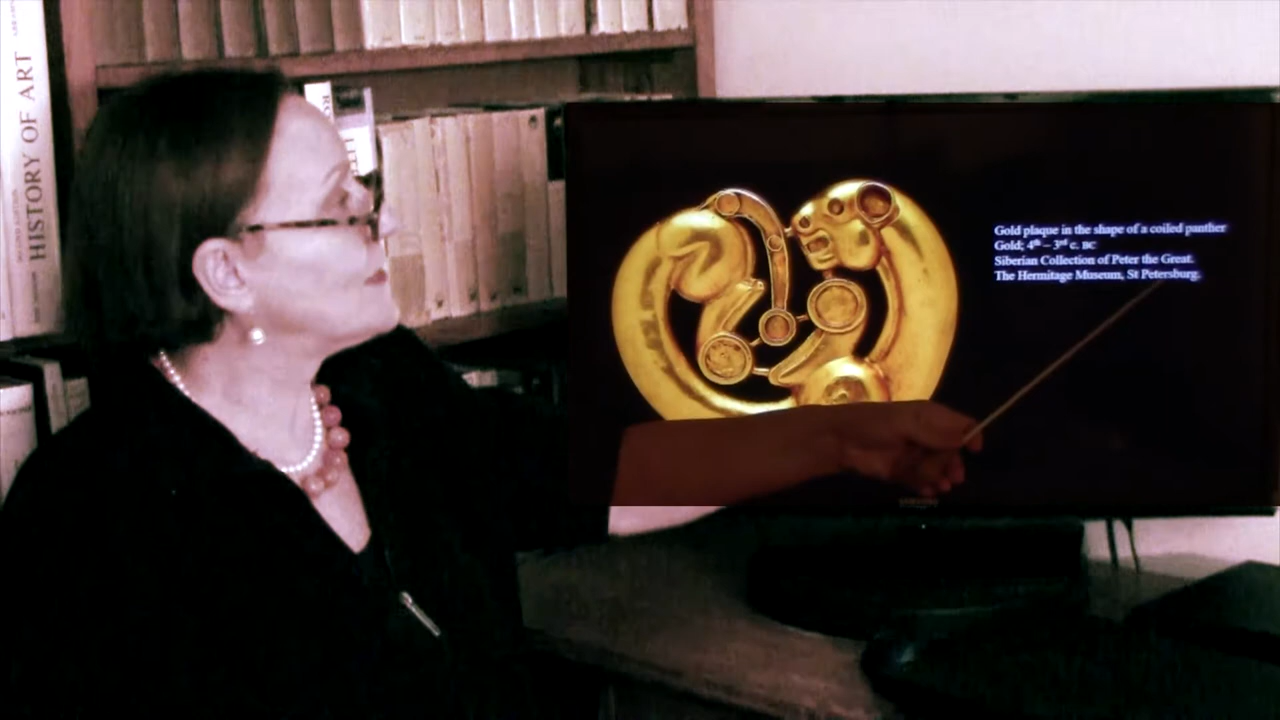 HISTORY OF ART
Gold plaque in the shape of a coiled panther
Gold; 4th – 3rd c. BC
Siberian Collection of Peter the Great.
The Hermitage Museum, St Petersburg.